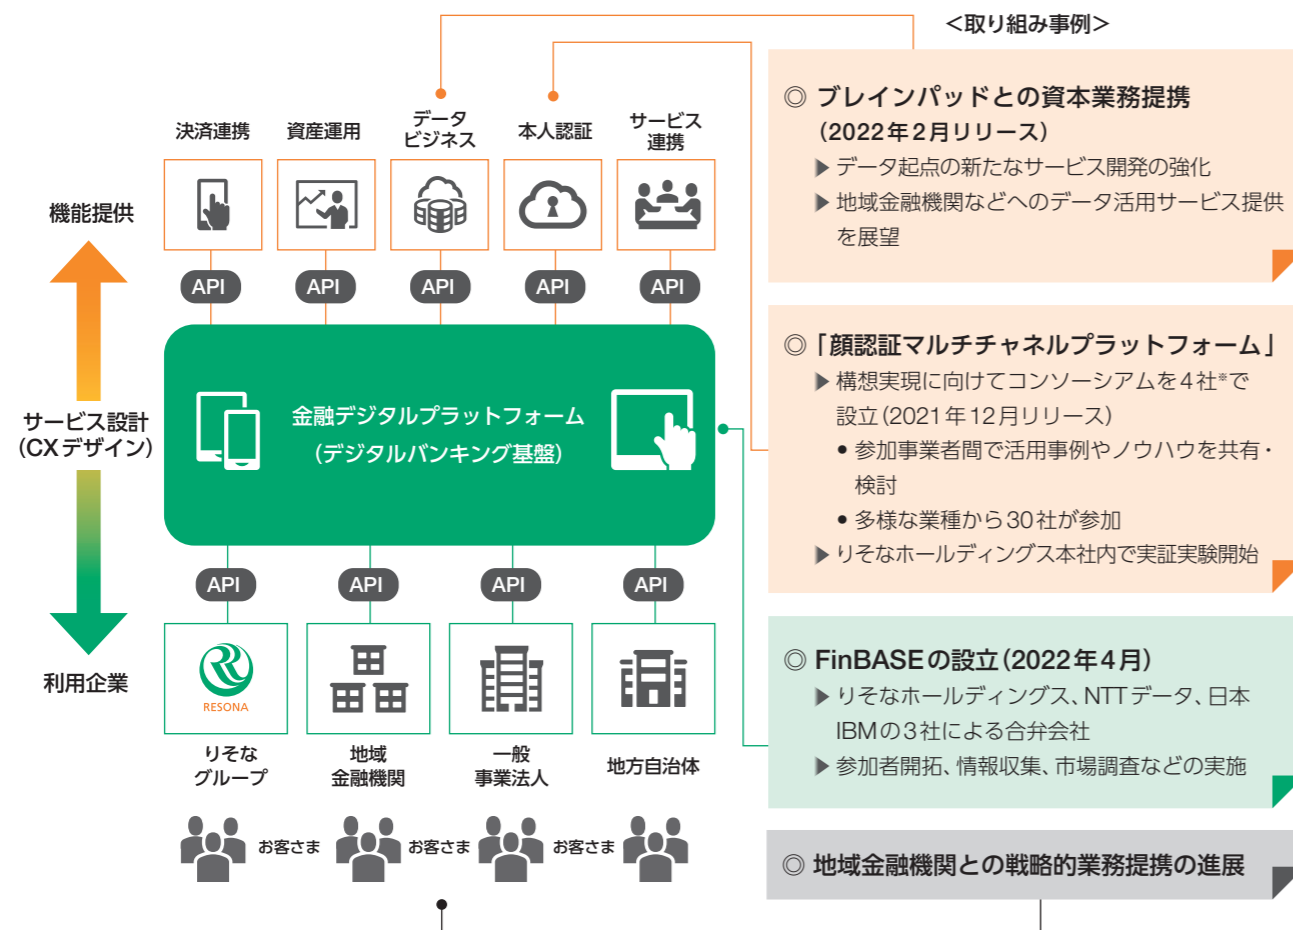 ＜取り組み事例＞
決済連携
資産運用
データ
ビジネス
本人認証
サービス
連携
機能提供
API
API
API
API
API
サービス設計
(CXデザイン)
金融デジタルプラットフォーム
(デジタルバンキング基盤)
API
API
API
API
利用企業
RESONA
りそな
グループ
地域
金融機関
一般
事業法人
地方自治体
お客さま
お客さま
お客さま
◎ ブレインパッドとの資本業務提携
(2022年2月リリース)
▶データ起点の新たなサービス開発の強化
▶地域金融機関などへのデータ活用サービス提供
を展望
◎「顔認証マルチチャネルプラットフォーム」
▶構想実現に向けてコンソーシアムを4社※で
設立(2021年12月リリース)
•参加事業者間で活用事例やノウハウを共有・
検討
•多様な業種から30社が参加
▶りそなホールディングス本社内で実証実験開始
◎ FinBASEの設立(2022年4月)
▶りそなホールディングス、NTTデータ、日本
IBMの3社による合弁会社
▶参加者開拓、情報収集、市場調査などの実施
◎ 地域金融機関との戦略的業務提携の進展